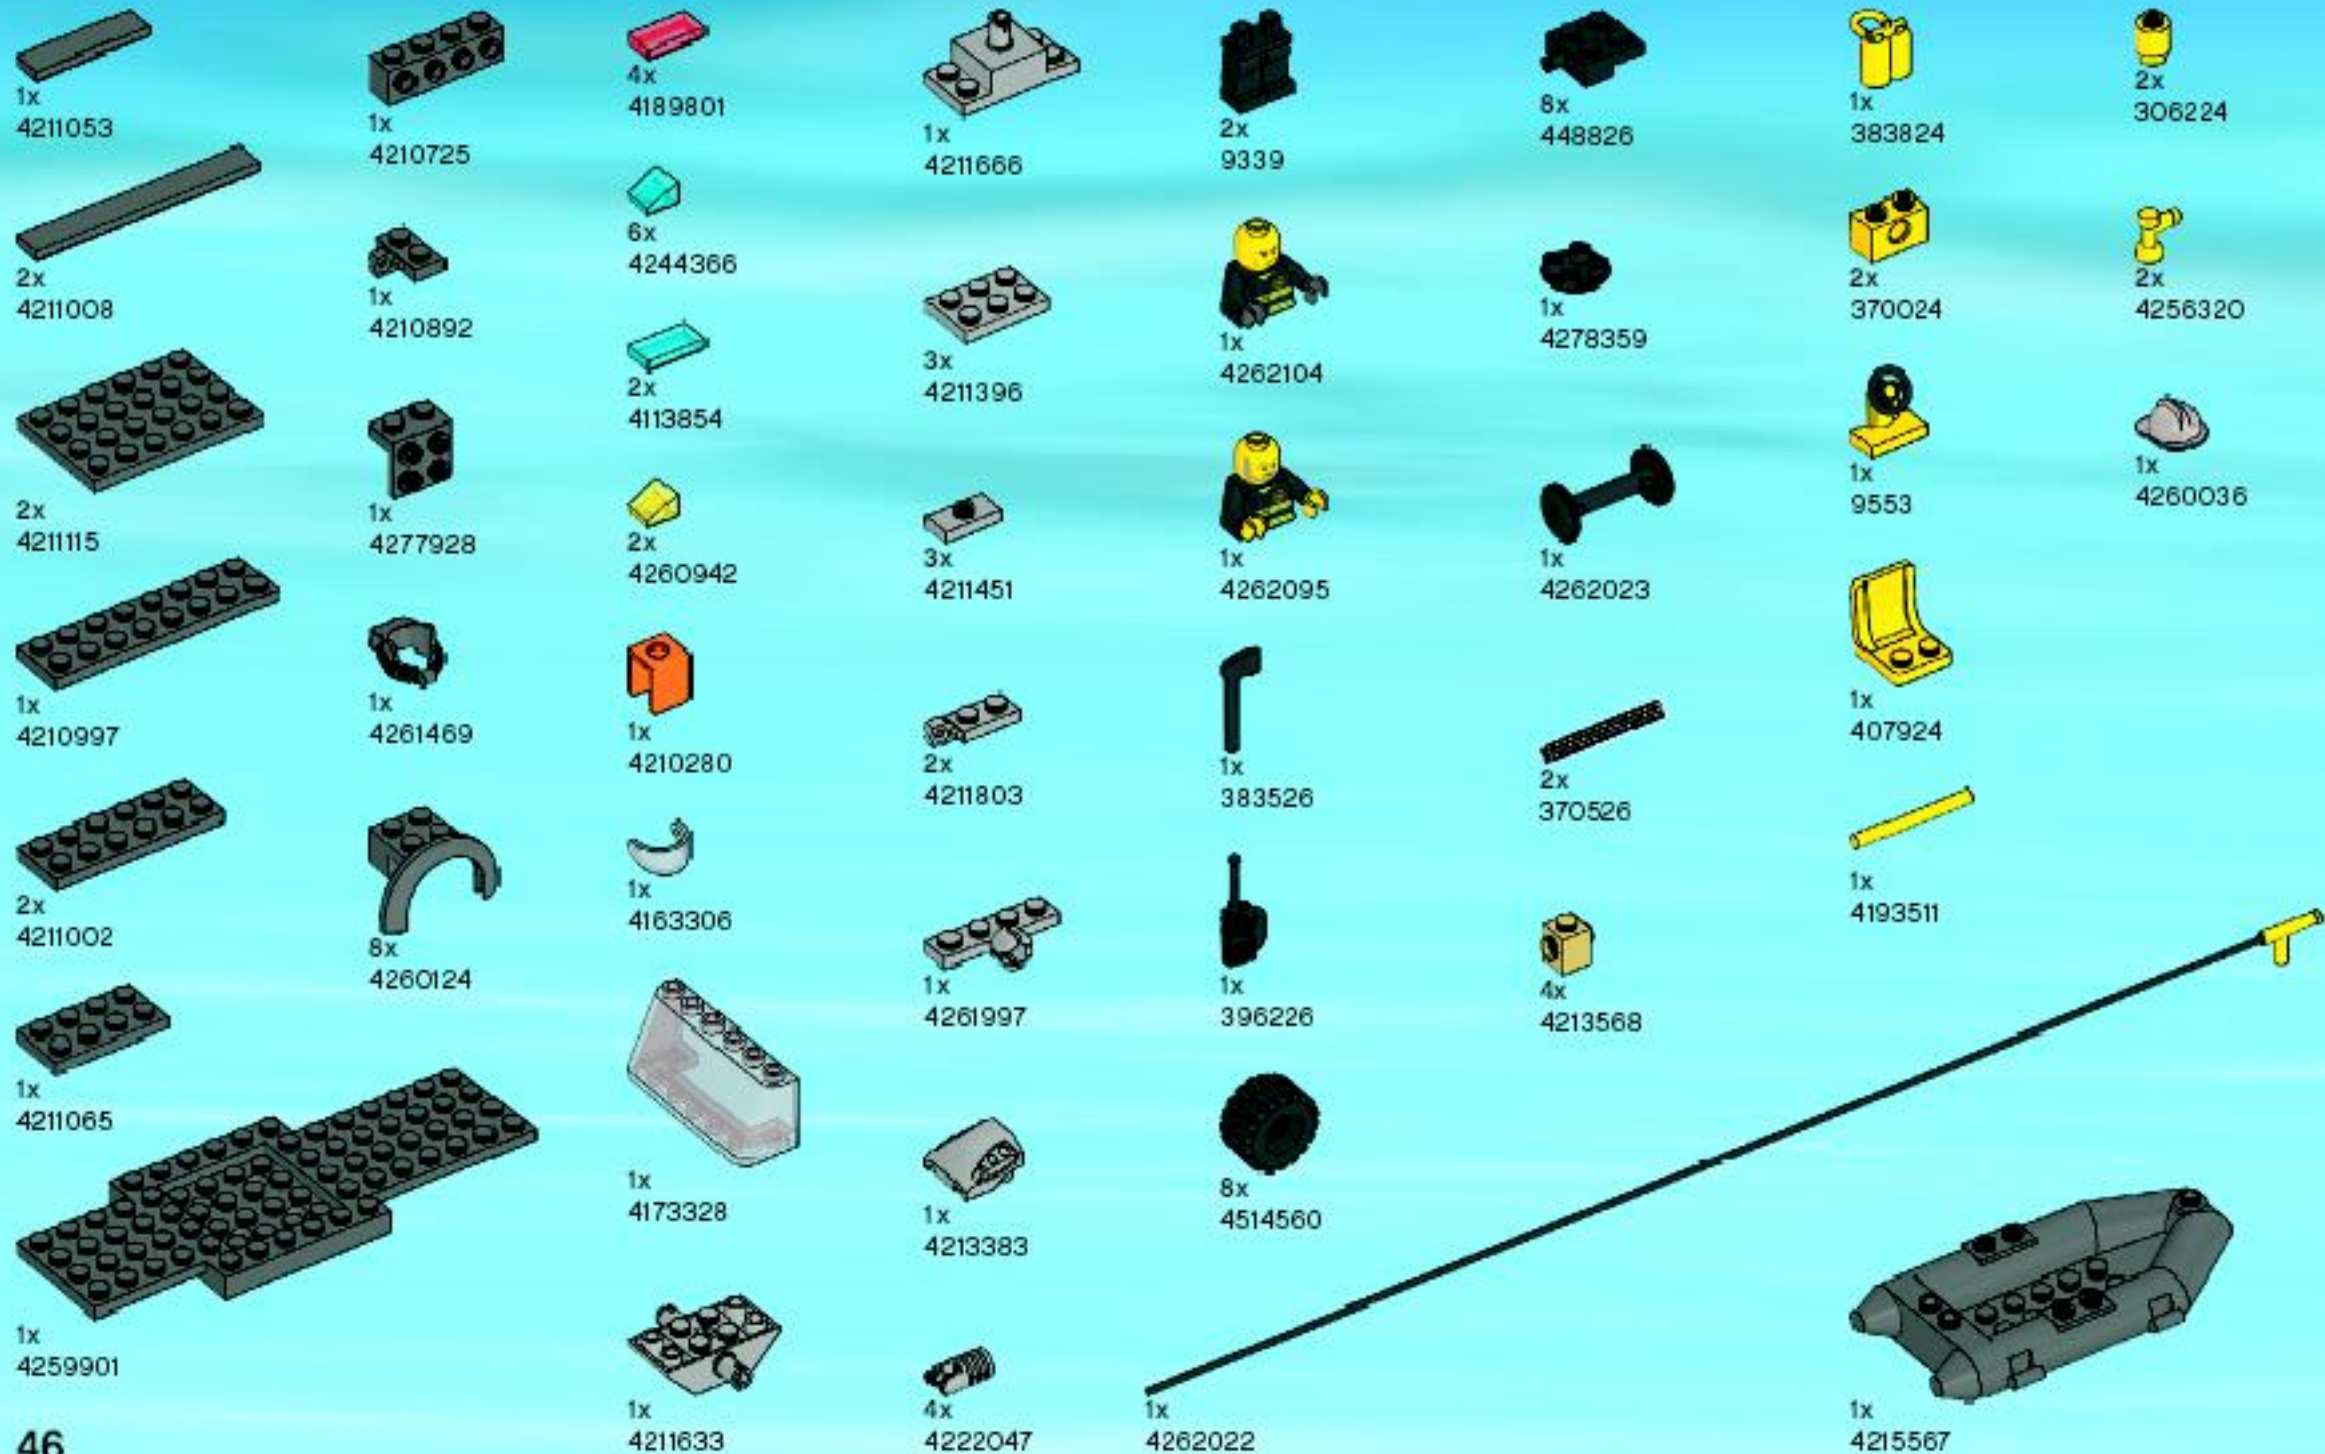 1x
4211053
2x
4211008
2x
4211115
1x
4210997
2x
4211002
1x
4211065
1x
4259901
46
1x
4210725
1x
4210892
1x
4277928
1x
4261469
8x
4260124
4x
4189801
6x
4244366
2x
4113854
2x
4260942
1x
4210280
1x
4163306
1x
4173328
1x
4211633
1x
4211666
3x
4211396
3x
4211451
2x
4211803
1x
4261997
1x
4213383
4x
4222047
2x
9339
1x
4262104
1x
4262095
1x
383526
1x
396226
8x
4514560
1x
4262022
8x
448826
1x
4278359
1x
4262023
2x
370526
4x
4213568
1x
383824
2x
370024
1x
9553
1x
407924
1x
4193511
1x
4215567
2x
306224
2x
4256320
1x
4260036